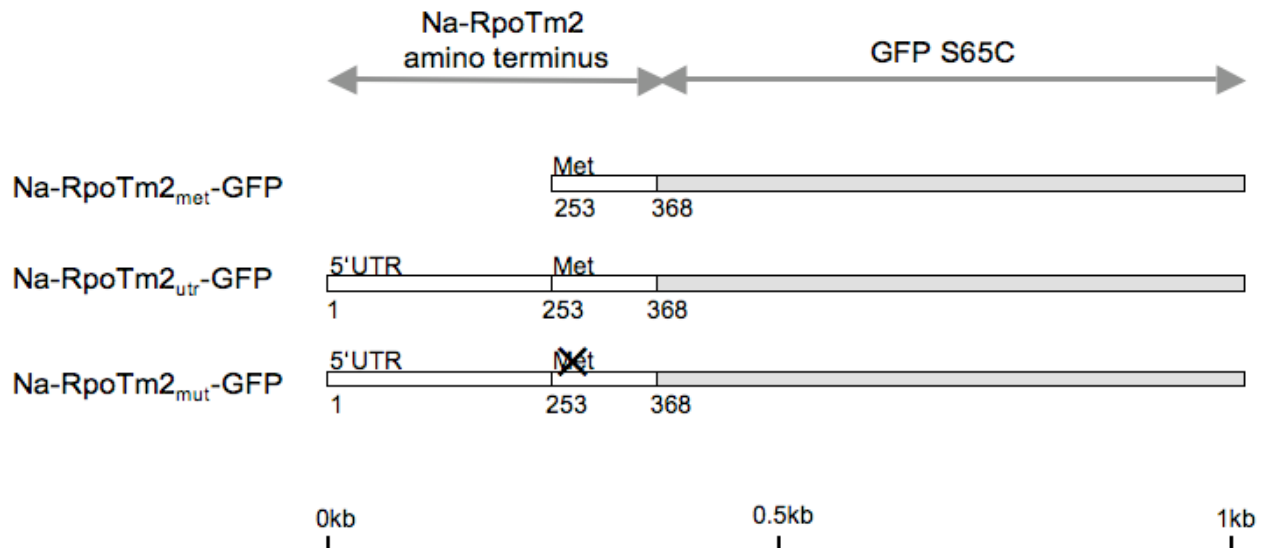 Na-RpoTm2
amino terminus
GFP S65C
Met
Na-RpoTm2met-GFP
253 368
5'UTR Met
Na-RpoTm2utr-GFP
1 253 368
5'UTR Met
Na-RpoTm2mut-GFP
1 253 368
0kb 0.5kb 1kb